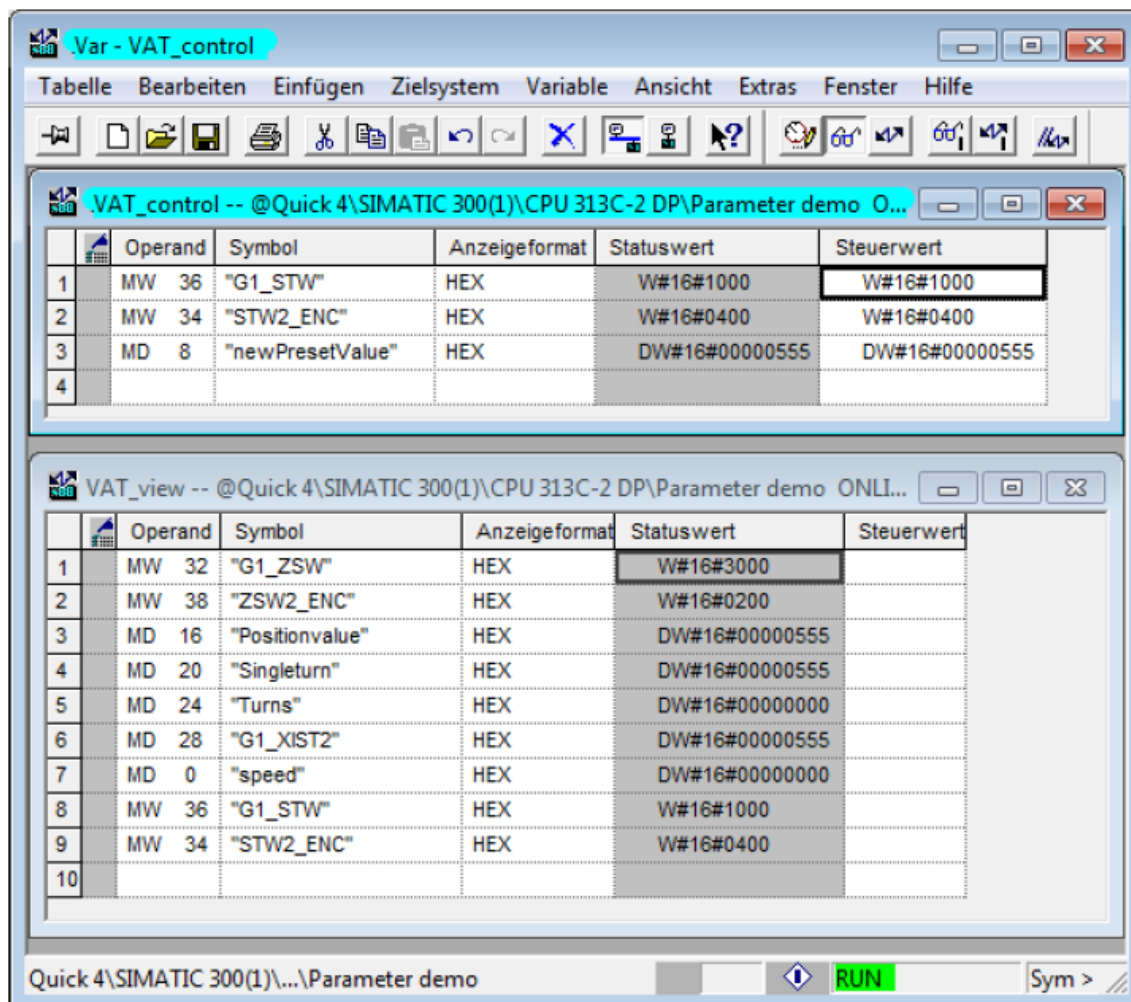 .Var - VAT_control
Tabelle Bearbeiten Einfügen Zielsystem Variable Ansicht Extras Fenster Hilfe
.VAT_control -- @Quick 4\SIMATIC 300(1)\CPU 313C-2 DP\Parameter demo O...
Operand Symbol Anzeigeformat Statuswert Steuerwert
1 MW 36 "G1_STW" HEX W#16#1000 W#16#1000
2 MW 34 "STW2_ENC" HEX W#16#0400 W#16#0400
3 MD 8 "newPresetValue" HEX DW#16#00000555 DW#16#00000555
4
VAT_view -- @Quick 4\SIMATIC 300(1)\CPU 313C-2 DP\Parameter demo ONLI...
Operand Symbol Anzeigeformat Statuswert Steuerwert
1 MW 32 "G1_ZSW" HEX W#16#3000
2 MW 38 "ZSW2_ENC" HEX W#16#0200
3 MD 16 "Positionvalue" HEX DW#16#00000555
4 MD 20 "Singleturn" HEX DW#16#00000555
5 MD 24 "Turns" HEX DW#16#00000000
6 MD 28 "G1_XIST2" HEX DW#16#00000555
7 MD 0 "speed" HEX DW#16#00000000
8 MW 36 "G1_STW" HEX W#16#1000
9 MW 34 "STW2_ENC" HEX W#16#0400
10
Quick 4\SIMATIC 300(1)\...\Parameter demo RUN Sym >